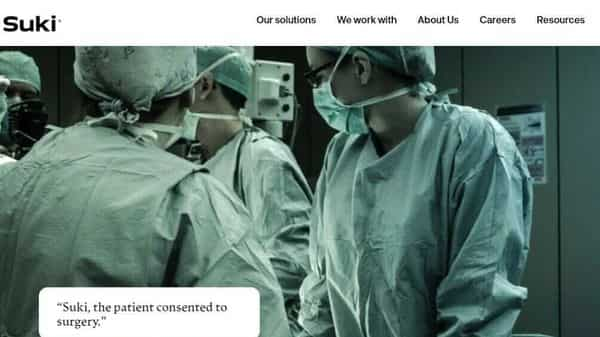 Suki
Our solutions
We work with
About Us
Careers
Resources
“Suki, the patient consented to
surgery.”